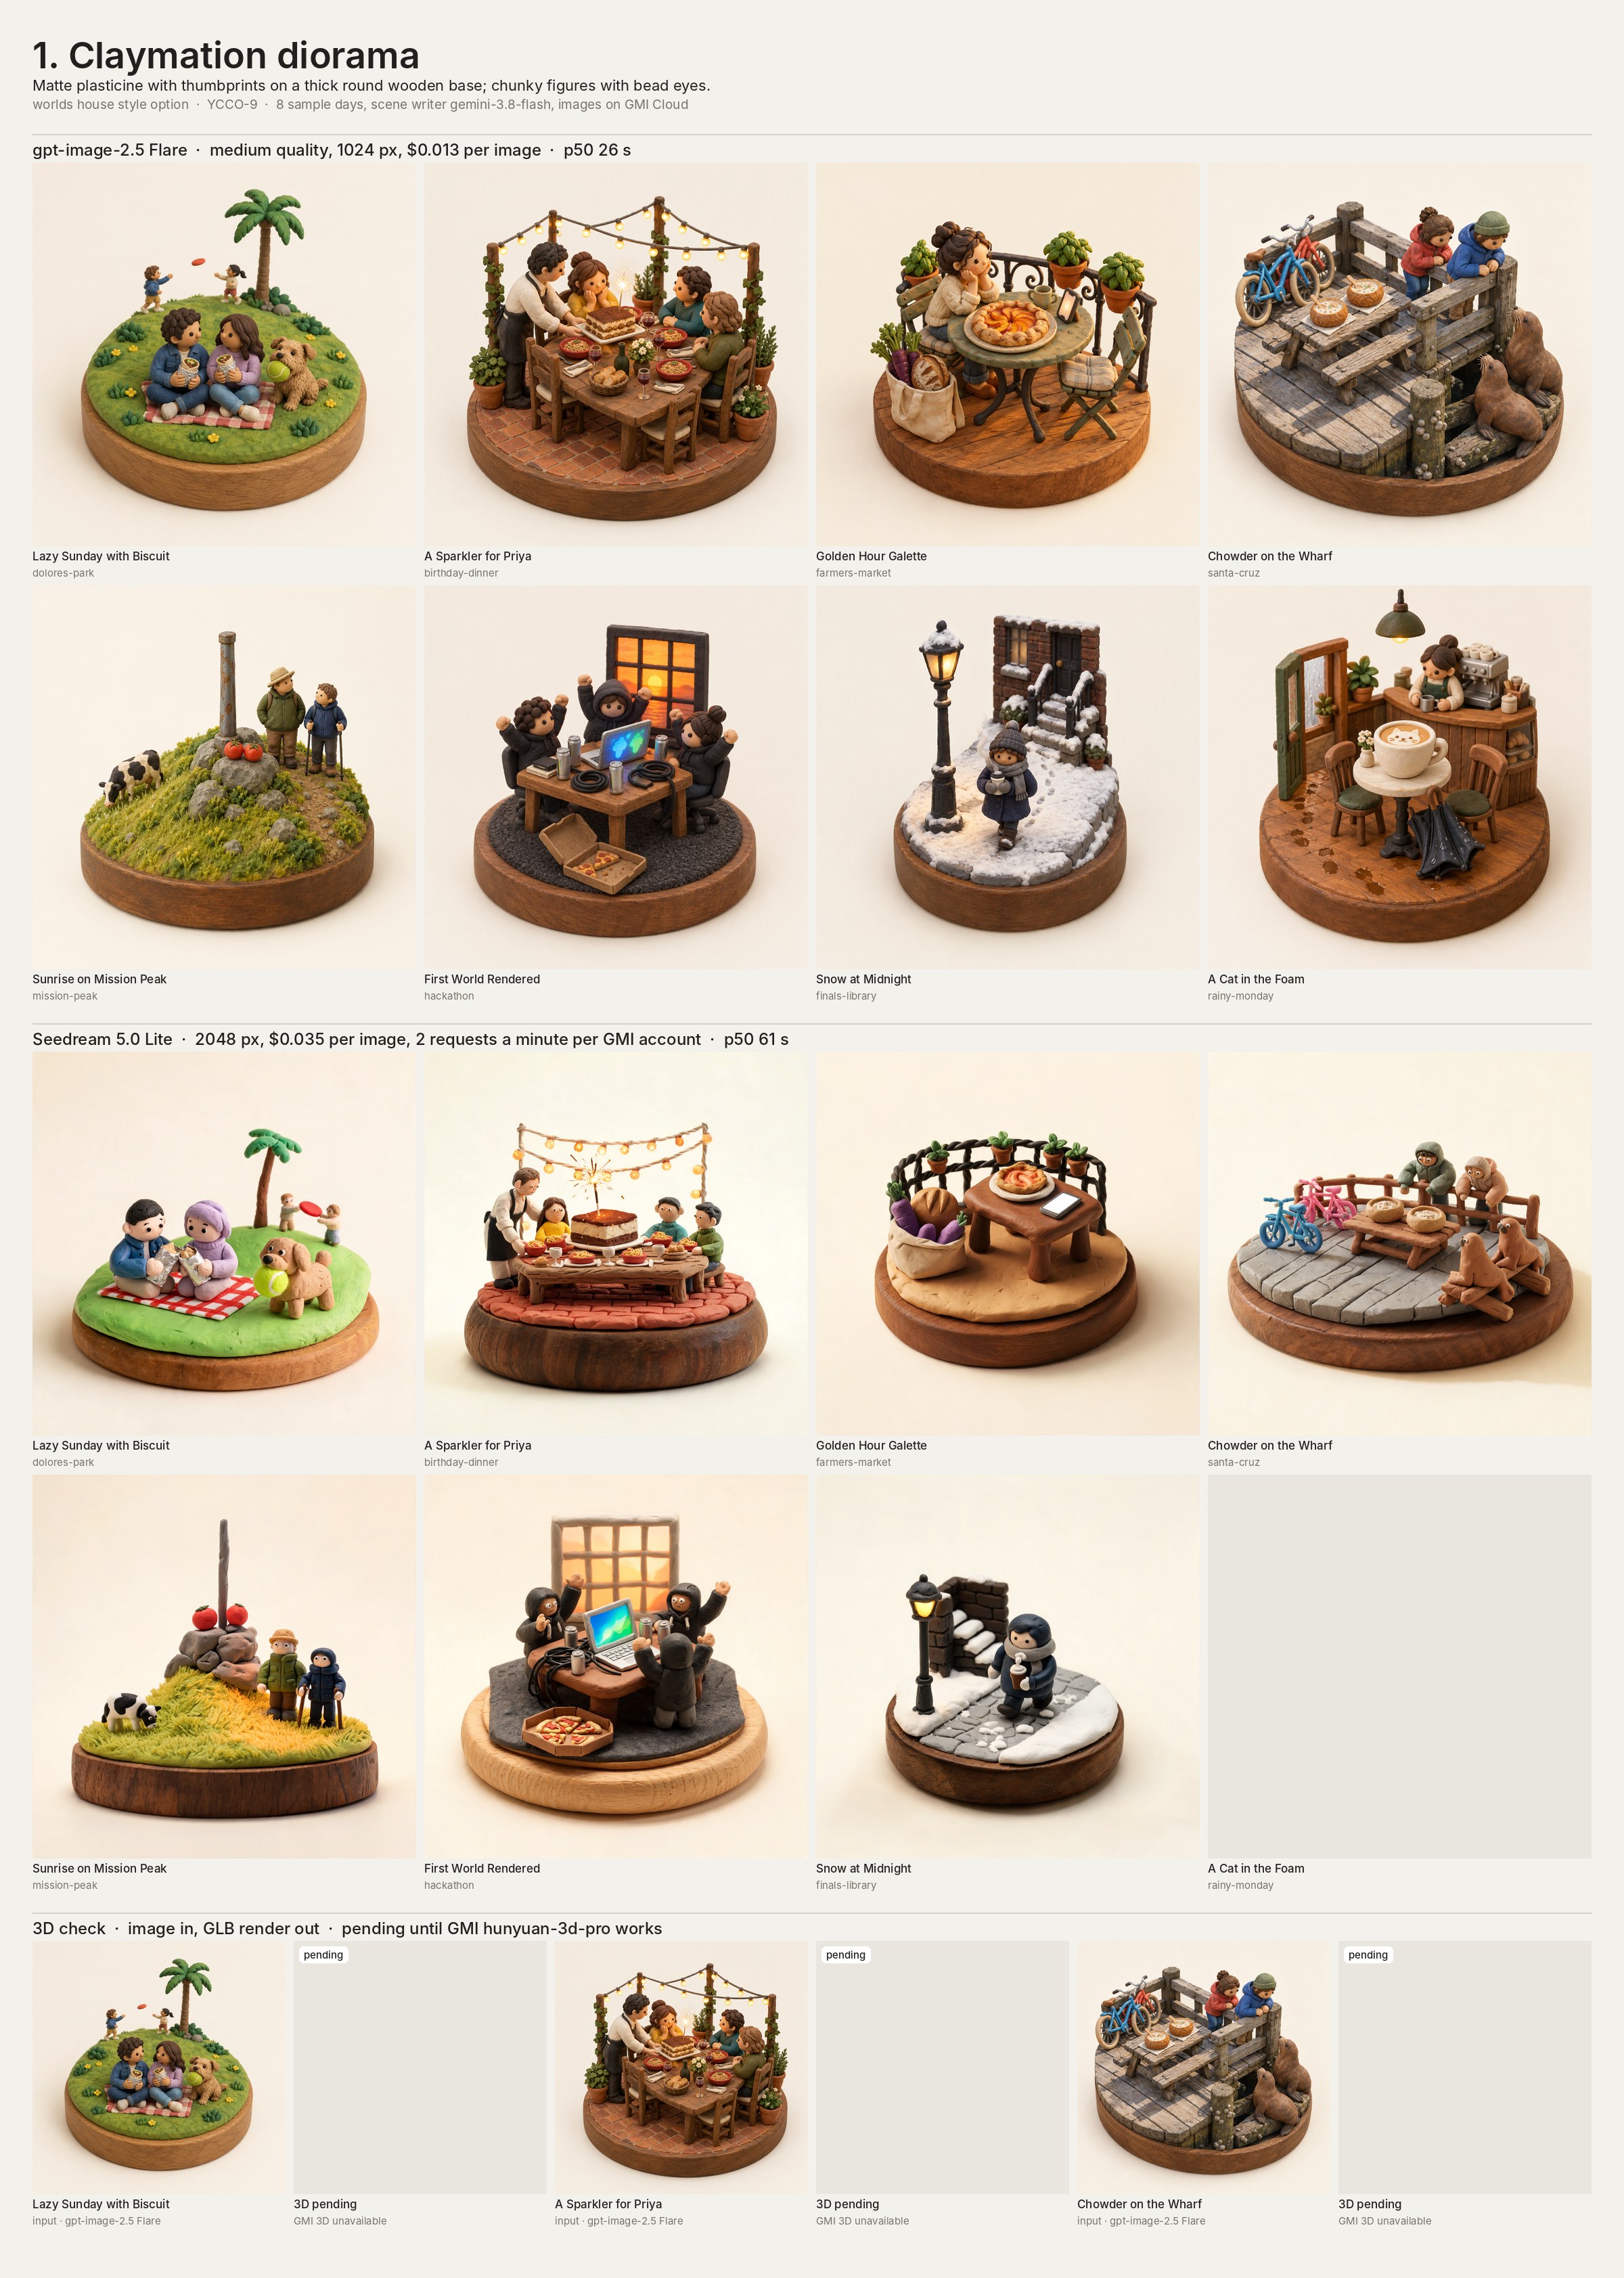 1. Claymation diorama
Matte plasticine with thumbprints on a thick round wooden base; chunky figures with bead eyes.
worlds house style option · YCCO-9 · 8 sample days, scene writer gemini-3.8-flash, images on GMI Cloud
gpt-image-2.5 Flare · medium quality, 1024 px, $0.013 per image · p50 26 s
Lazy Sunday with Biscuit
dolores-park
A Sparkler for Priya
birthday-dinner
Golden Hour Galette
farmers-market
Chowder on the Wharf
santa-cruz
Sunrise on Mission Peak
mission-peak
First World Rendered
hackathon
Snow at Midnight
finals-library
A Cat in the Foam
rainy-monday
Seedream 5.0 Lite · 2048 px, $0.035 per image, 2 requests a minute per GMI account · p50 61 s
Lazy Sunday with Biscuit
dolores-park
A Sparkler for Priya
birthday-dinner
Golden Hour Galette
farmers-market
Chowder on the Wharf
santa-cruz
Sunrise on Mission Peak
mission-peak
First World Rendered
hackathon
Snow at Midnight
finals-library
A Cat in the Foam
rainy-monday
3D check · image in, GLB render out · pending until GMI hunyuan-3d-pro works
pending
pending
pending
Lazy Sunday with Biscuit
input · gpt-image-2.5 Flare
3D pending
GMI 3D unavailable
A Sparkler for Priya
input · gpt-image-2.5 Flare
3D pending
GMI 3D unavailable
Chowder on the Wharf
input · gpt-image-2.5 Flare
3D pending
GMI 3D unavailable